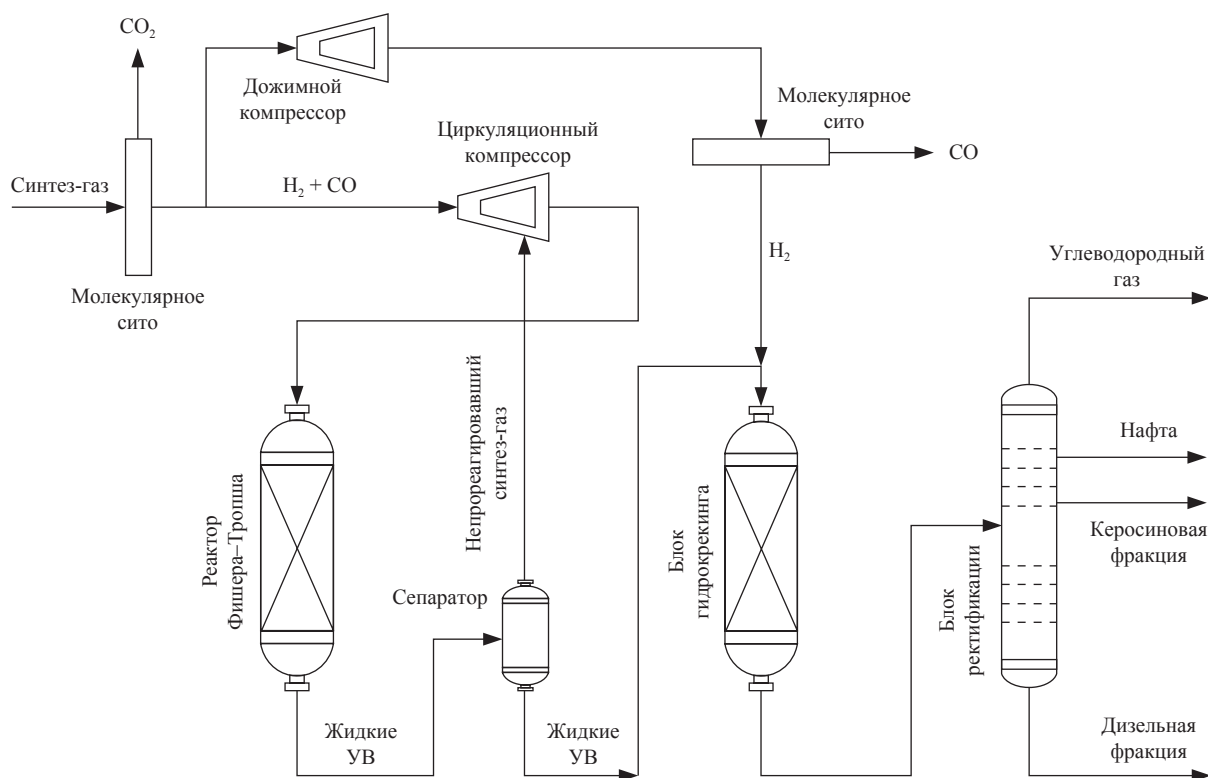 CO₂
Дожимной
компрессор
Молекулярное
сито
CO
Циркуляционный
компрессор
Синтез-газ
H₂ + CO
Молекулярное
сито
H₂
Углеводородный
газ
Нафта
Керосиновая
фракция
Реактор
Фишера–Тропша
Непрореагировавший
синтез-газ
Сепаратор
Блок
гидрокрекинга
Блок
ректификации
Жидкие
УВ
Жидкие
УВ
Дизельная
фракция